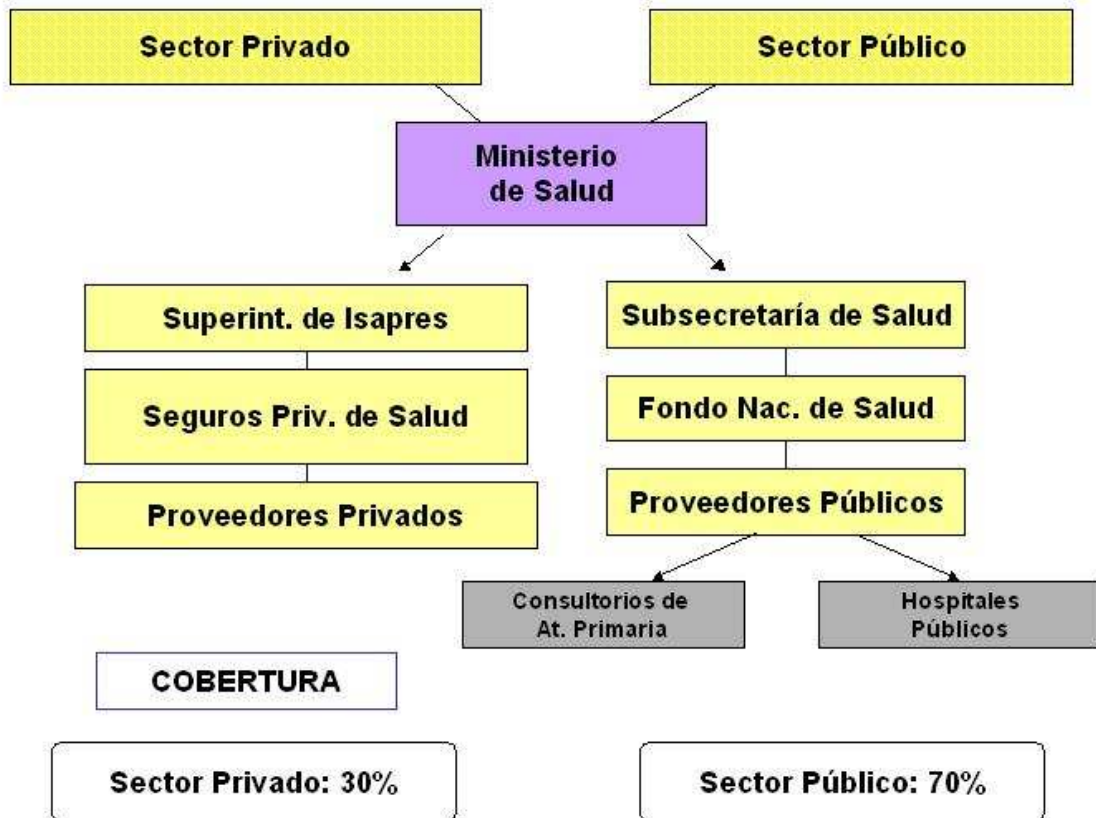 Sector Privado
Sector Público
Ministerio
de Salud
Superint. de Isapres
Subsecretaría de Salud
Seguros Priv. de Salud
Fondo Nac. de Salud
Proveedores Privados
Proveedores Públicos
Consultorios de
At. Primaria
Hospitales
Públicos
COBERTURA
Sector Privado: 30%
Sector Público: 70%